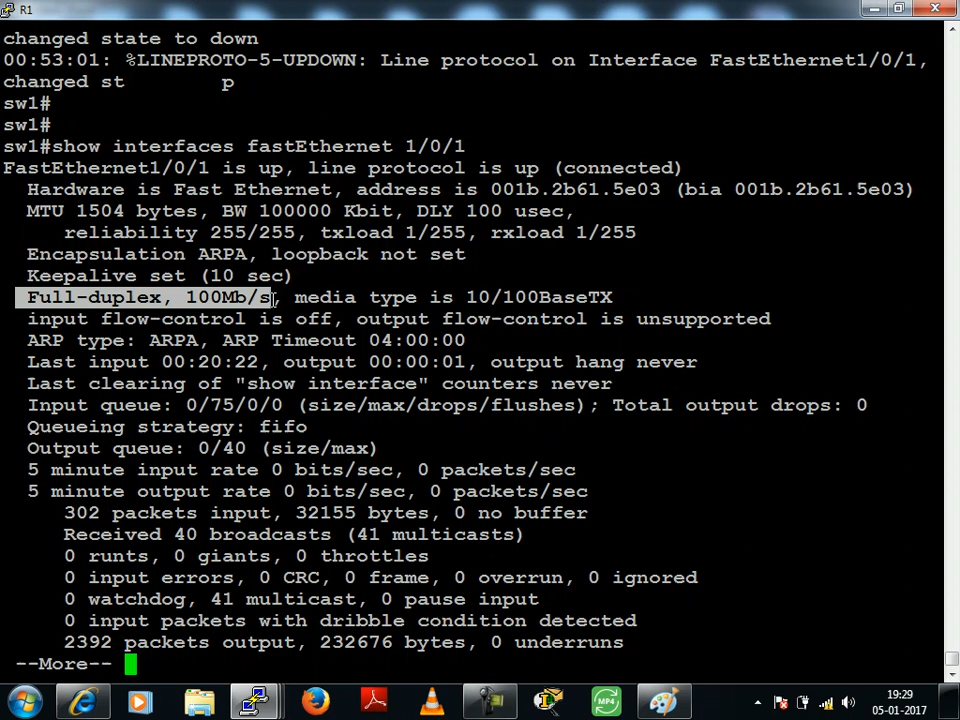 R1
changed state to down
00:53:01: %LINEPROTO-5-UPDOWN: Line protocol on Interface FastEthernet1/0/1,
changed st p
sw1#
sw1#
sw1#show interfaces fastEthernet 1/0/1
FastEthernet1/0/1 is up, line protocol is up (connected)
Hardware is Fast Ethernet, address is 001b.2b61.5e03 (bia 001b.2b61.5e03)
MTU 1504 bytes, BW 100000 Kbit, DLY 100 usec,
reliability 255/255, txload 1/255, rxload 1/255
Encapsulation ARPA, loopback not set
Keepalive set (10 sec)
Full-duplex, 100Mb/s, media type is 10/100BaseTX
input flow-control is off, output flow-control is unsupported
ARP type: ARPA, ARP Timeout 04:00:00
Last input 00:20:22, output 00:00:01, output hang never
Last clearing of "show interface" counters never
Input queue: 0/75/0/0 (size/max/drops/flushes); Total output drops: 0
Queueing strategy: fifo
Output queue: 0/40 (size/max)
5 minute input rate 0 bits/sec, 0 packets/sec
5 minute output rate 0 bits/sec, 0 packets/sec
302 packets input, 32155 bytes, 0 no buffer
Received 40 broadcasts (41 multicasts)
0 runts, 0 giants, 0 throttles
0 input errors, 0 CRC, 0 frame, 0 overrun, 0 ignored
0 watchdog, 41 multicast, 0 pause input
0 input packets with dribble condition detected
2392 packets output, 232676 bytes, 0 underruns
--More--
MP4
19:29
05-01-2017